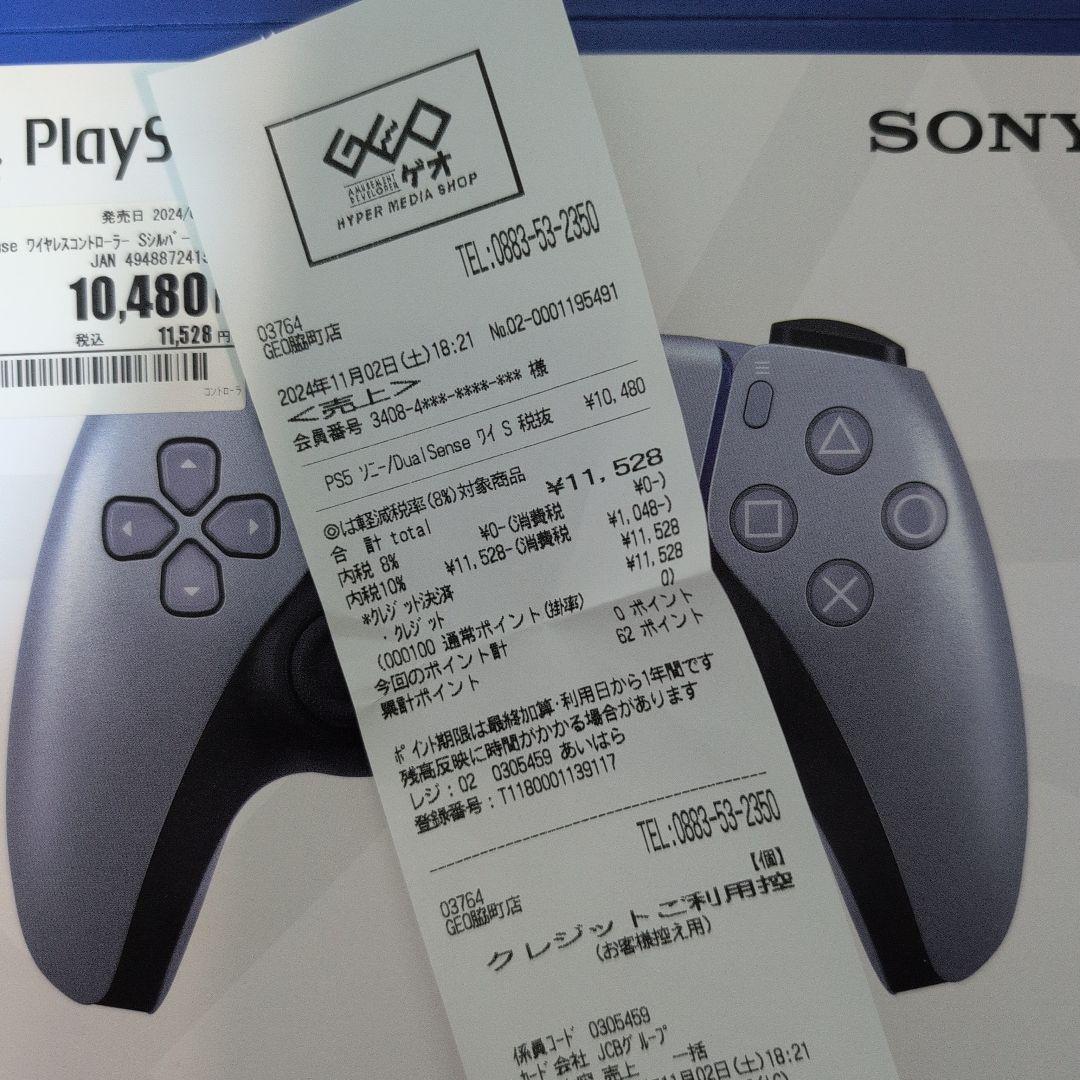 PlayS
SONY
発売日 2024/
se ワイヤレスコントローラー Sシルバー
JAN 494887241
10,480
税込 11,528円
コントローラ
GEO
ゲオ
AMUSEMENT DEVELOPER
HYPER MEDIA SHOP
TEL:0883-53-2350
03764
GEO脇町店
2024年11月02日(土)18:21 No.02-0001195491
<売上>
会員番号 3408-4***-****-*** 様
PS5 ソニー/DualSense ワイ S 税抜 ¥10,480
◎は軽減税率(8%)対象商品
合 計 total ¥11,528
内税 8% ¥0-(消費税 ¥0-)
内税10% ¥11,528-(消費税 ¥1,048-)
*クレジット決済 ¥11,528
・クレジット ¥11,528
(000100 通常ポイント(掛率) 0)
今回のポイント計 0 ポイント
累計ポイント 62 ポイント
ポイント期限は最終加算・利用日から1年間です
残高反映に時間がかかる場合があります
レジ:02 0305459 あいはら
登録番号:T1180001139117
TEL:0883-53-2350
03764
GEO脇町店
【個】
クレジットご利用控
(お客様控え用)
係員コード 0305459
カード会社 JCBグループ
売上 一括
11月02日(土)18:21